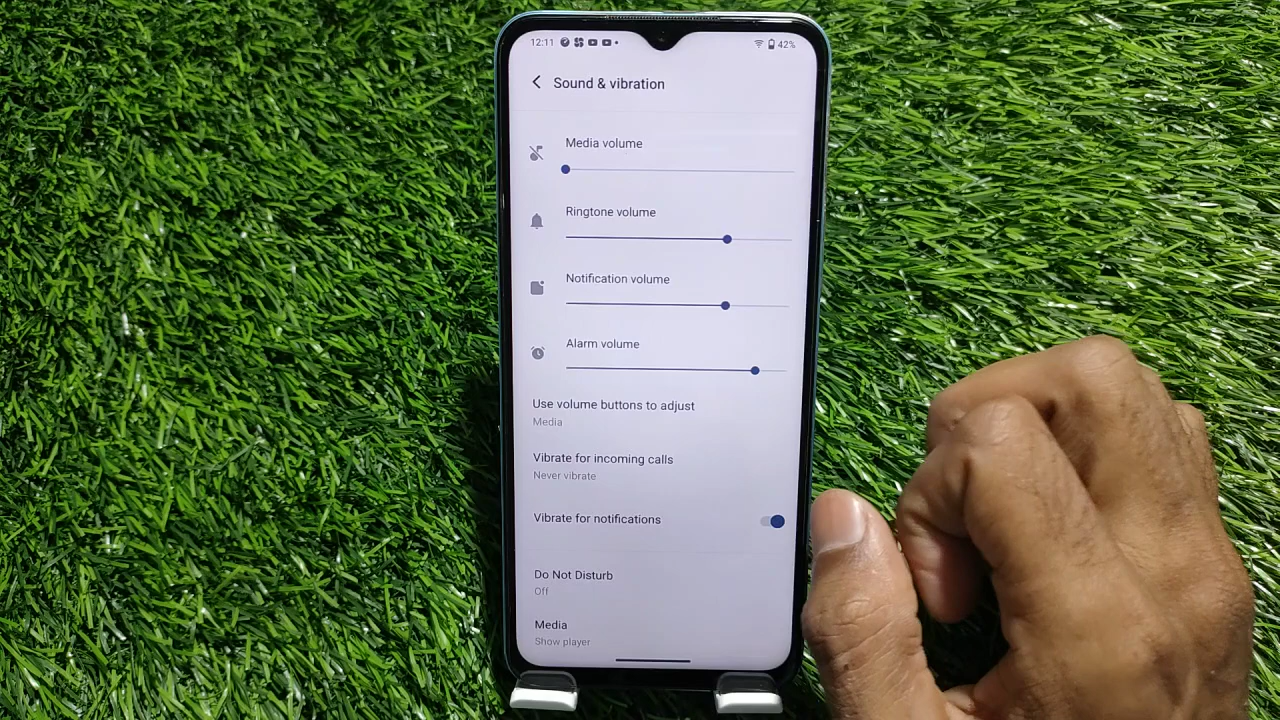 12:11
42%
Sound & vibration
Media volume
Ringtone volume
Notification volume
Alarm volume
Use volume buttons to adjust
Media
Vibrate for incoming calls
Never vibrate
Vibrate for notifications
Do Not Disturb
Off
Media
Show player